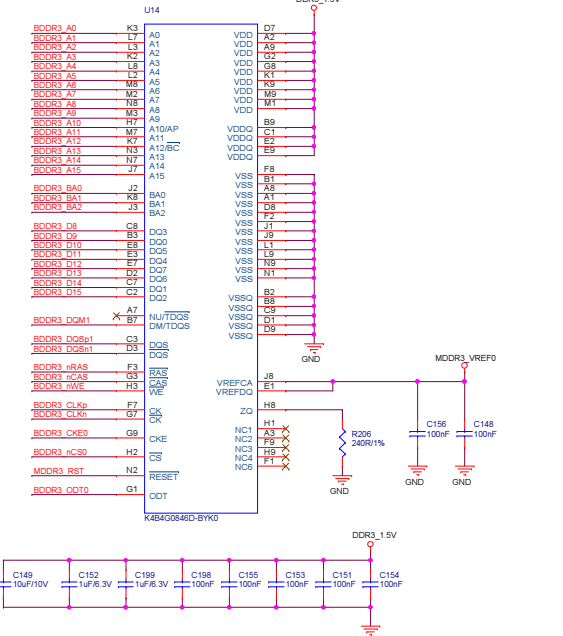 DDR3_1.5V
U14
BDDR3_A0 K3 A0 VDD D7
BDDR3_A1 L7 A1 VDD A2
BDDR3_A2 L3 A2 VDD A9
BDDR3_A3 K2 A3 VDD G2
BDDR3_A4 L8 A4 VDD G8
BDDR3_A5 L2 A5 VDD K1
BDDR3_A6 M8 A6 VDD K9
BDDR3_A7 M2 A7 VDD M9
BDDR3_A8 N8 A8 VDD M1
BDDR3_A9 M3 A9
BDDR3_A10 H7 A10/AP VDDQ B9
BDDR3_A11 M7 A11 VDDQ C1
BDDR3_A12 K7 A12/BC VDDQ E2
BDDR3_A13 N3 A13 VDDQ E9
BDDR3_A14 N7 A14
BDDR3_A15 J7 A15 VSS F8
VSS B1
BDDR3_BA0 J2 BA0 VSS A8
BDDR3_BA1 K8 BA1 VSS A1
BDDR3_BA2 J3 BA2 VSS D8
VSS F2
BDDR3_D8 C8 DQ3 VSS J1
BDDR3_D9 B3 DQ0 VSS J9
BDDR3_D10 E8 DQ5 VSS L1
BDDR3_D11 E3 DQ4 VSS L9
BDDR3_D12 E7 DQ6 VSS N9
BDDR3_D13 D2 DQ7 VSS N1
BDDR3_D14 C7 DQ1
BDDR3_D15 C2 DQ2 VSSQ B2
VSSQ B8
A7 NU/TDQS VSSQ C9
BDDR3_DQM1 B7 DM/TDQS VSSQ D1
VSSQ D9
BDDR3_DQSp1 C3 DQS
BDDR3_DQSn1 D3 DQS
GND
MDDR3_VREF0
BDDR3_nRAS F3 RAS
BDDR3_nCAS G3 CAS VREFCA J8
BDDR3_nWE H3 WE VREFDQ E1
BDDR3_CLKp F7 CK ZQ H8
BDDR3_CLKn G7 CK
C156 100nF
C148 100nF
R206 240R/1%
BDDR3_CKE0 G9 CKE
NC1 H1
NC2 A3
NC3 F9
NC4 H9
NC6 F1
BDDR3_nCS0 H2 CS
MDDR3_RST N2 RESET
BDDR3_ODT0 G1 ODT
GND
GND
GND
K4B4G0846D-BYK0
DDR3_1.5V
C149 C152 C199 C198 C155 C153 C151 C154
10uF/10V 1uF/6.3V 1uF/6.3V 100nF 100nF 100nF 100nF 100nF